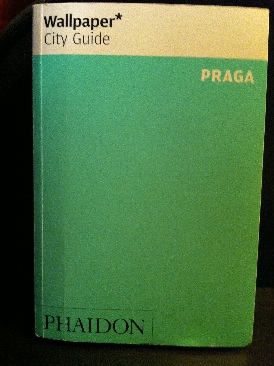 Wallpaper*
City Guide
PRAGA
PHAIDON